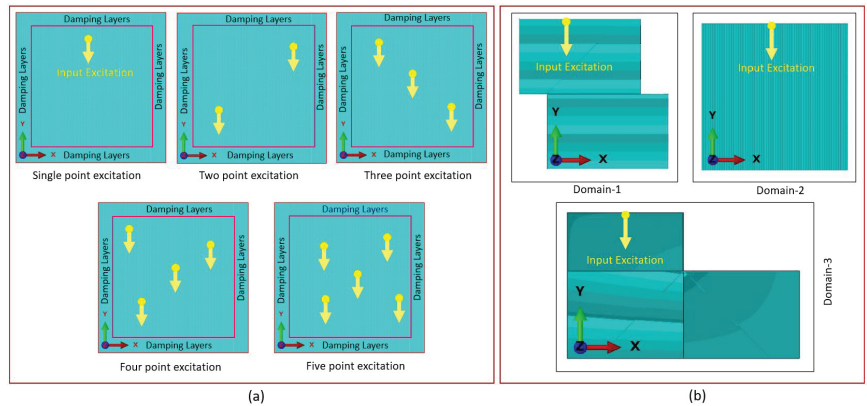 Damping Layers
Damping Layers
Input Excitation
Damping Layers
Y
X
Damping Layers
Single point excitation
Damping Layers
Damping Layers
Damping Layers
Y
X
Damping Layers
Two point excitation
Damping Layers
Damping Layers
Damping Layers
Y
X
Damping Layers
Three point excitation
Damping Layers
Damping Layers
Damping Layers
Y
X
Damping Layers
Four point excitation
Damping Layers
Damping Layers
Damping Layers
Y
X
Damping Layers
Five point excitation
(a)
Input Excitation
Y
Z
X
Domain-1
Input Excitation
Y
Z
X
Domain-2
Input Excitation
Y
Z
X
Domain-3
(b)